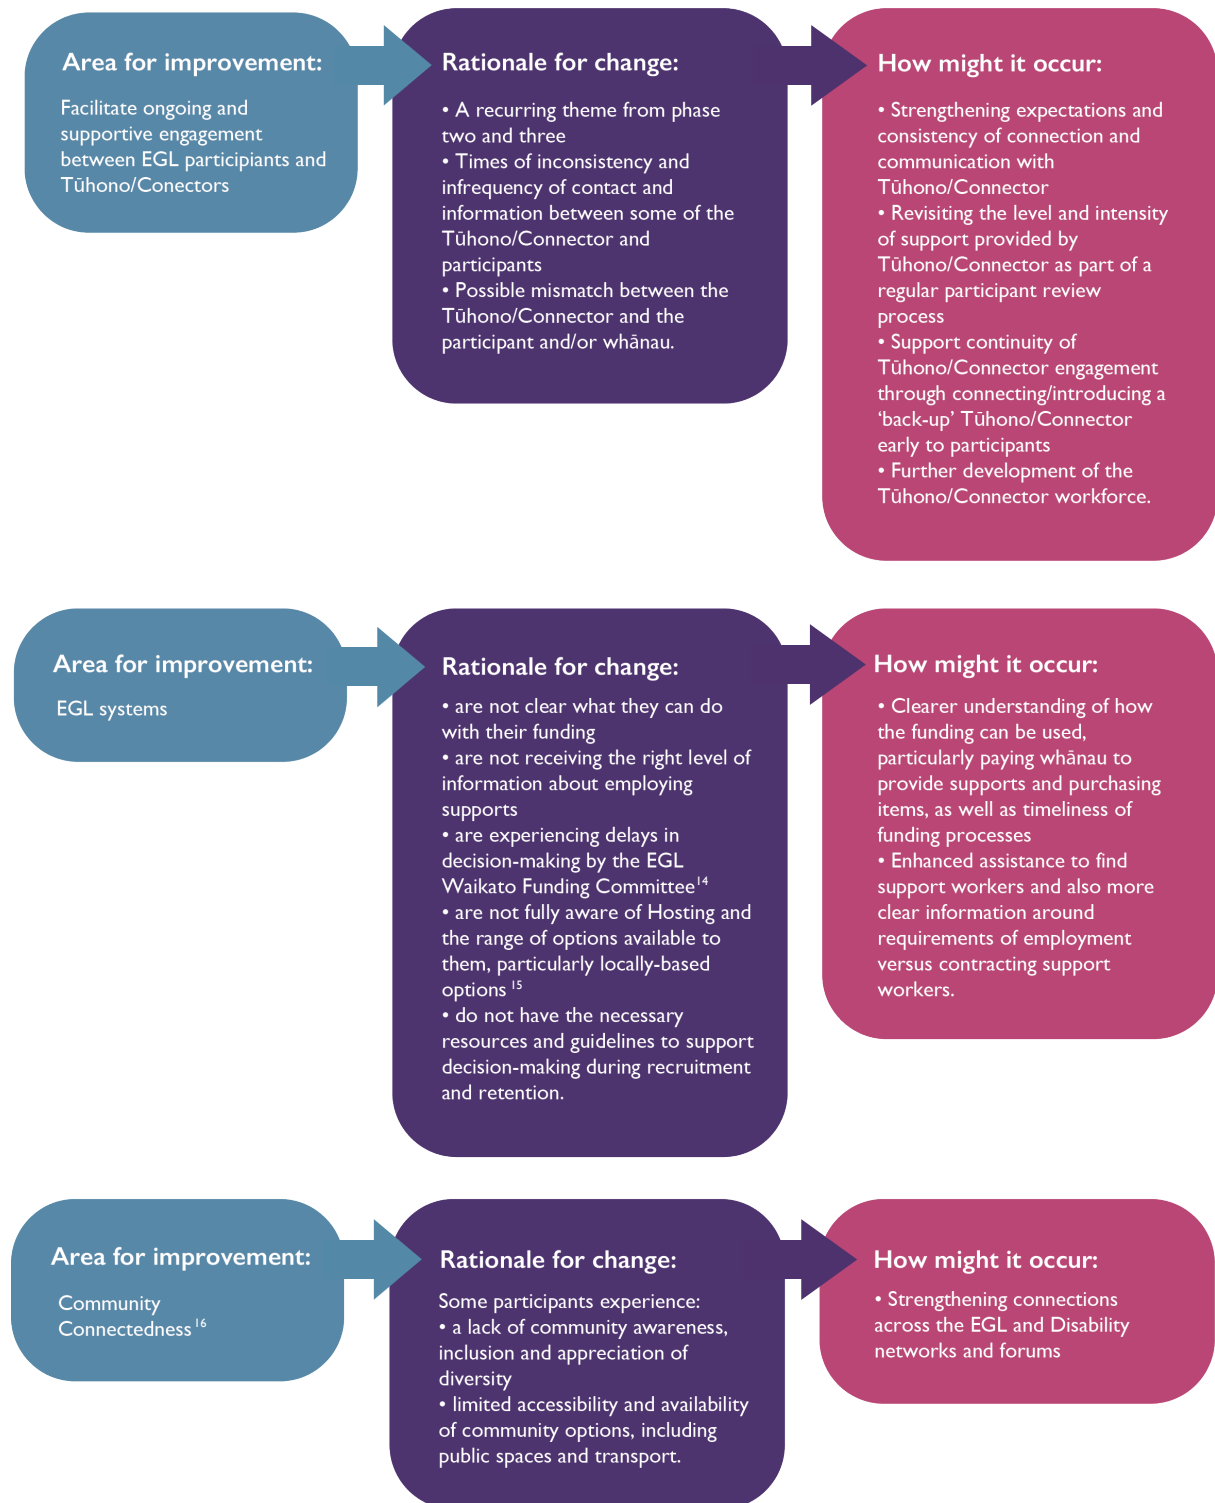 Area for improvement:
Facilitate ongoing and
supportive engagement
between EGL participiants and
Tūhono/Conectors
Rationale for change:
• A recurring theme from phase
two and three
• Times of inconsistency and
infrequency of contact and
information between some of the
Tūhono/Connector and
participants
• Possible mismatch between the
Tūhono/Connector and the
participant and/or whānau.
How might it occur:
• Strengthening expectations and
consistency of connection and
communication with
Tūhono/Connector
• Revisiting the level and intensity
of support provided by
Tūhono/Connector as part of a
regular participant review
process
• Support continuity of
Tūhono/Connector engagement
through connecting/introducing a
‘back-up’ Tūhono/Connector
early to participants
• Further development of the
Tūhono/Connector workforce.
Area for improvement:
EGL systems
Rationale for change:
• are not clear what they can do
with their funding
• are not receiving the right level of
information about employing
supports
• are experiencing delays in
decision-making by the EGL
Waikato Funding Committee14
• are not fully aware of Hosting and
the range of options available to
them, particularly locally-based
options 15
• do not have the necessary
resources and guidelines to support
decision-making during recruitment
and retention.
How might it occur:
• Clearer understanding of how
the funding can be used,
particularly paying whānau to
provide supports and purchasing
items, as well as timeliness of
funding processes
• Enhanced assistance to find
support workers and also more
clear information around
requirements of employment
versus contracting support
workers.
Area for improvement:
Community
Connectedness 16
Rationale for change:
Some participants experience:
• a lack of community awareness,
inclusion and appreciation of
diversity
• limited accessibility and availability
of community options, including
public spaces and transport.
How might it occur:
• Strengthening connections
across the EGL and Disability
networks and forums